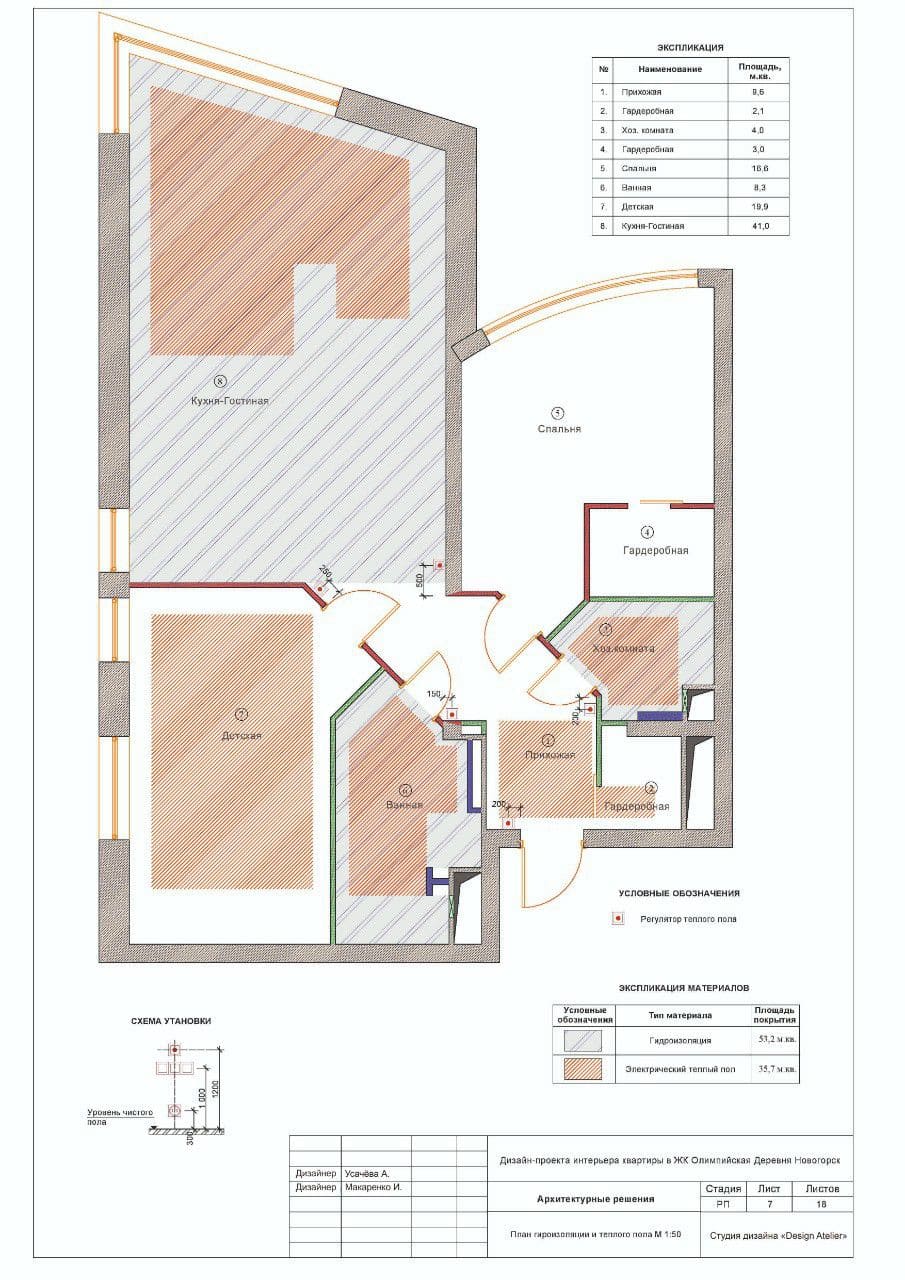 ЭКСПЛИКАЦИЯ
№ Наименование Площадь, м.кв.
1. Прихожая 9,6
2. Гардеробная 2,1
3. Хоз. комната 4,0
4. Гардеробная 3,0
5. Спальня 16,6
6. Ванная 8,3
7. Детская 19,9
8. Кухня-Гостиная 41,0
8
Кухня-Гостиная
5
Спальня
4
Гардеробная
250
500
3
Хоз.комната
150
200
7
Детская
1
Прихожая
6
Ванная
2
Гардеробная
200
УСЛОВНЫЕ ОБОЗНАЧЕНИЯ
Регулятор теплого пола
ЭКСПЛИКАЦИЯ МАТЕРИАЛОВ
Условные обозначения Тип материала Площадь покрытия
Гидроизоляция 53,2 м.кв.
Электрический теплый пол 35,7 м.кв.
СХЕМА УТАНОВКИ
Уровень чистого
пола
300
1 000
1200
Дизайн-проекта интерьера квартиры в ЖК Олимпийская Деревня Новогорск
Дизайнер Усачёва А.
Дизайнер Макаренко И.
Архитектурные решения
Стадия Лист Листов
РП 7 18
План гироизоляции и теплого пола М 1:50
Студия дизайна «Design Atelier»